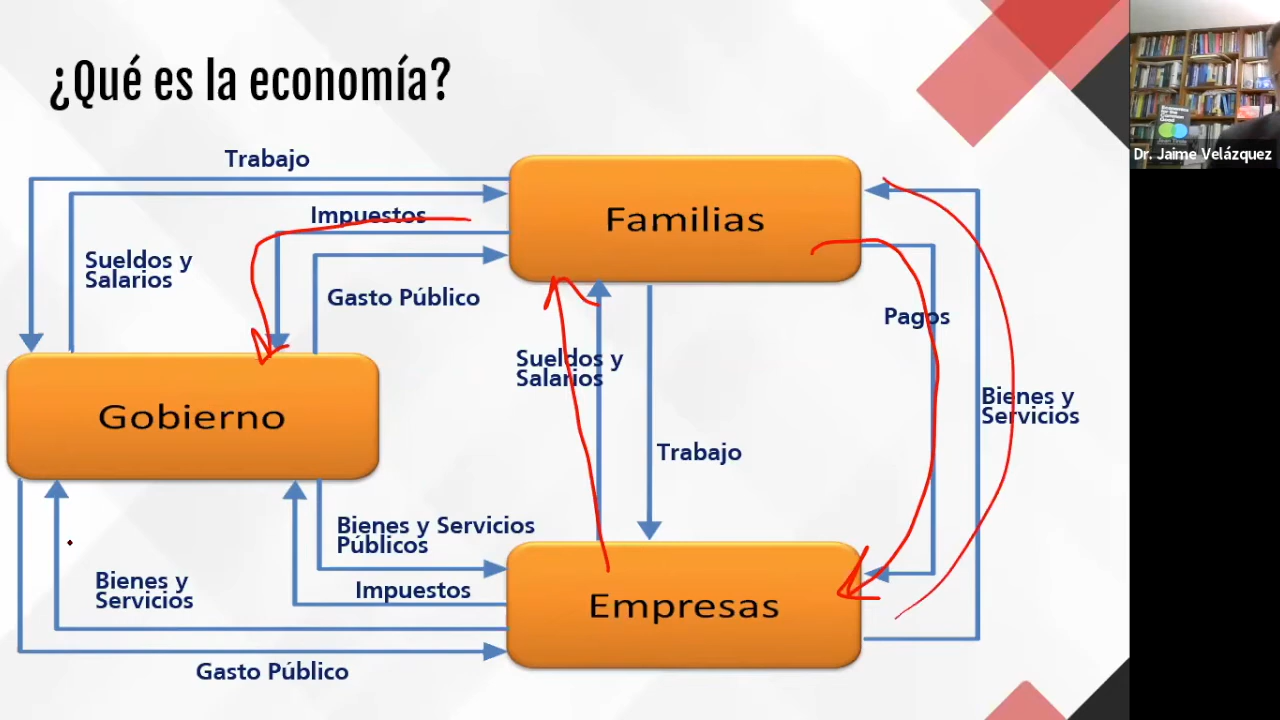 ¿Qué es la economía?
Dr. Jaime Velázquez
Trabajo
Familias
Impuestos
Sueldos y
Salarios
Gasto Público
Pagos
Sueldos y
Salarios
Bienes y
Servicios
Gobierno
Trabajo
Bienes y Servicios
Públicos
Bienes y
Servicios
Impuestos
Empresas
Gasto Público